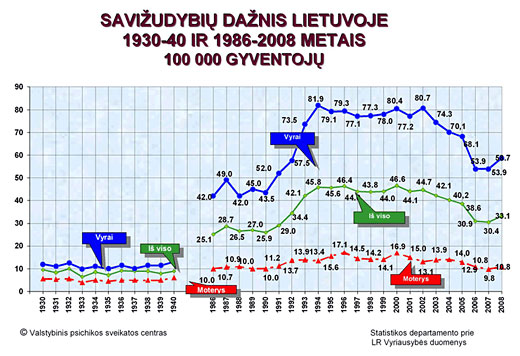 SAVIŽUDYBIŲ DAŽNIS LIETUVOJE
1930-40 IR 1986-2008 METAIS
100 000 GYVENTOJŲ
90
80
70
60
50
40
30
20
10
0
42.0 49.0 42.0 45.0 43.5 52.0 57.5 73.5 81.9 79.1 79.3 77.1 77.3 78.0 80.4 77.2 80.7 74.3 70.1 68.1 53.9 53.9
Vyrai
Vyrai
25.1 28.7 26.5 27.0 25.9 29.0 34.4 42.1 45.8 46.4 43.8 44.0 46.6 44.1 44.7 42.1 40.2 38.6 30.9 30.4 33.1
Iš viso
Iš viso
10.0 10.7 10.9 10.0 11.2 13.7 13.9 13.4 15.6 17.1 14.5 14.2 14.1 16.9 15.0 13.1 13.9 14.0 10.8 9.8 10.8
Moterys
Moterys
1930 1931 1932 1933 1934 1935 1936 1937 1938 1939 1940 1986 1987 1988 1989 1990 1991 1992 1993 1994 1995 1996 1997 1998 1999 2000 2001 2002 2003 2004 2005 2006 2007 2008
© Valstybinis psichikos sveikatos centras
Statistikos departamento prie
LR Vyriausybės duomenys